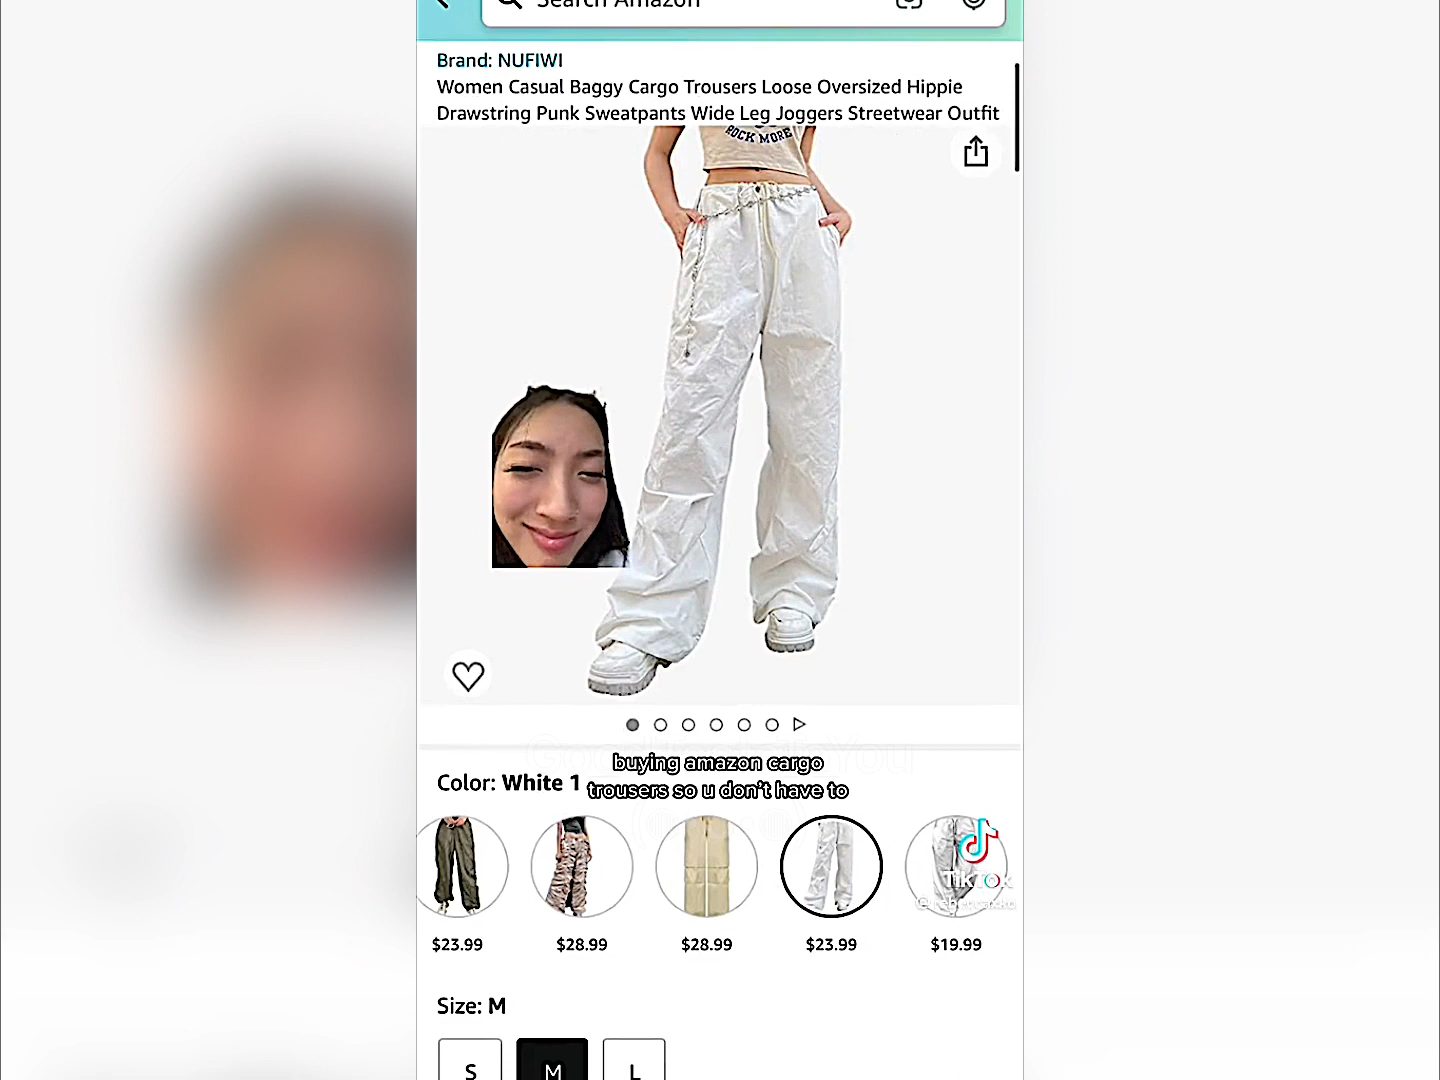 Search Amazon
Brand: NUFIWI
Women Casual Baggy Cargo Trousers Loose Oversized Hippie
Drawstring Punk Sweatpants Wide Leg Joggers Streetwear Outfit
ROCK MORE
buying amazon cargo
trousers so u don't have to
Color: White 1
TikTok
$23.99 $28.99 $28.99 $23.99 $19.99
Size: M
S M L